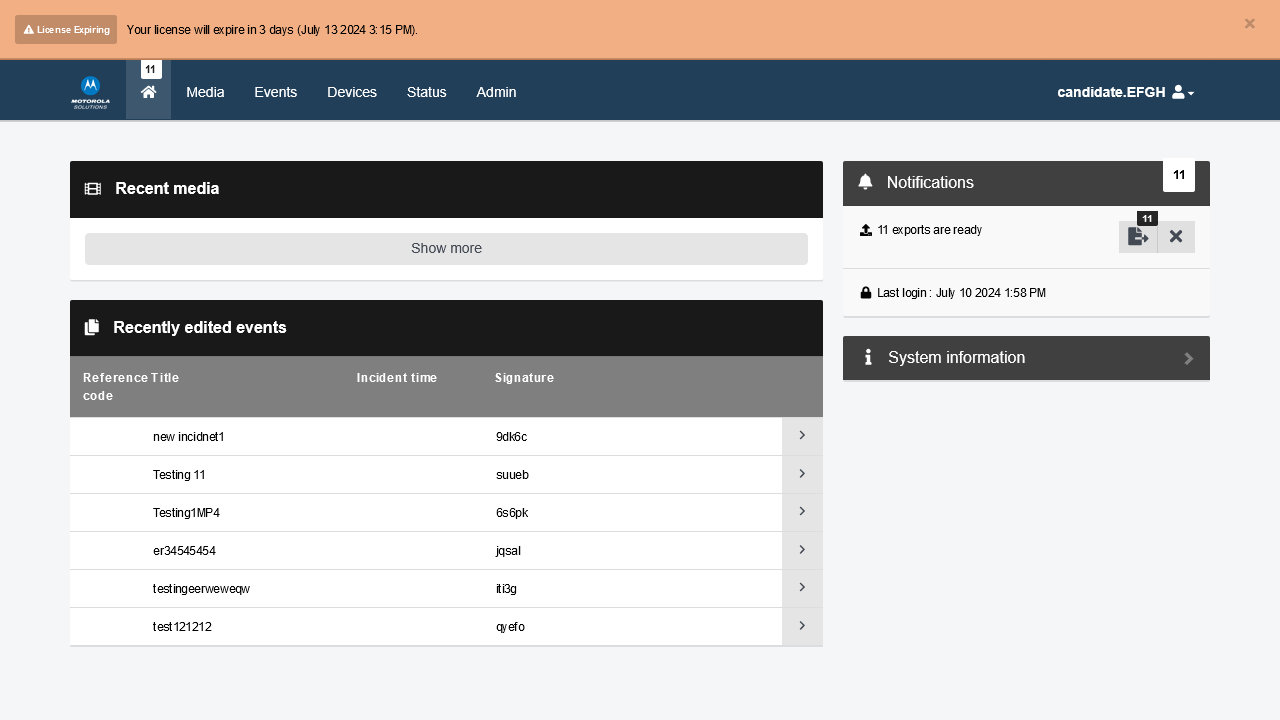 License Expiring Your license will expire in 3 days (July 13 2024 3:15 PM).
11
MOTOROLA
SOLUTIONS
Media Events Devices Status Admin candidate.EFGH
Recent media
Show more
Recently edited events
Reference code Title Incident time Signature
new incidnet1 9dk6c
Testing 11 suueb
Testing1MP4 6s6pk
er34545454 jqsal
testingeerweweqw iti3g
test121212 qyefo
Notifications 11
11 exports are ready 11
Last login : July 10 2024 1:58 PM
System information